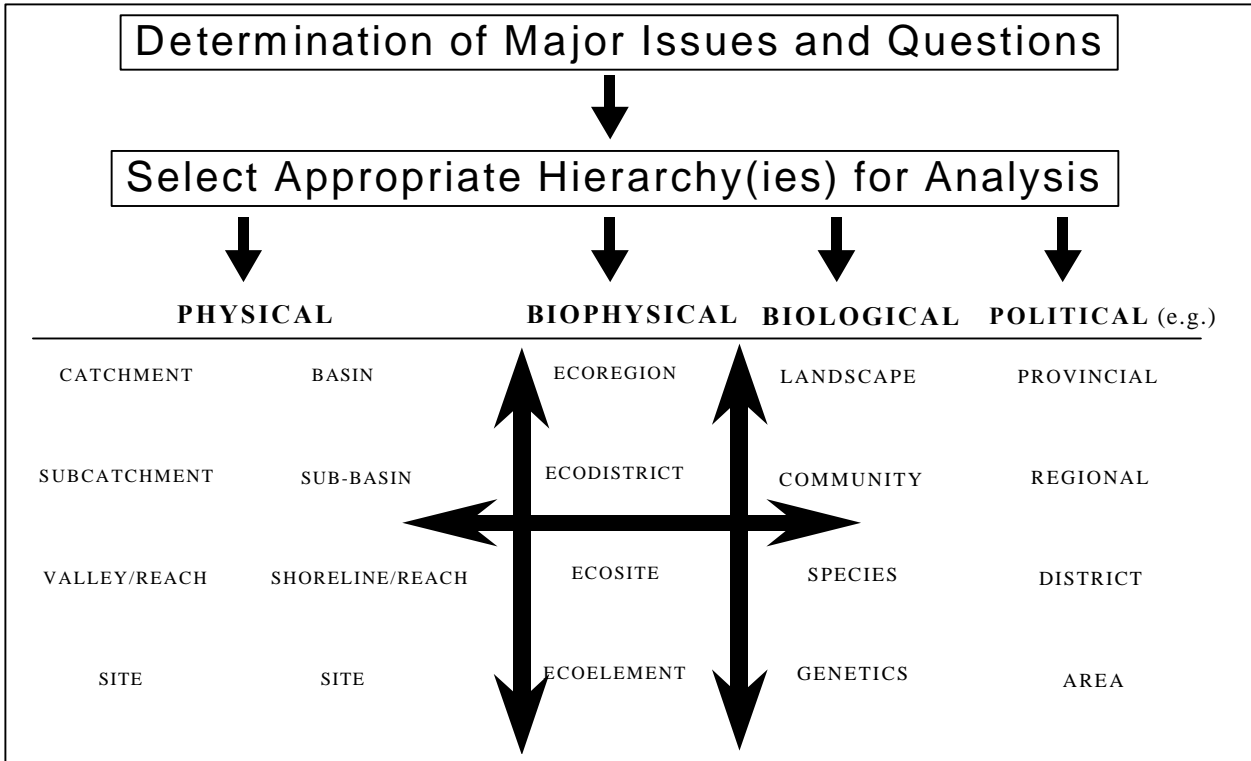 Determination of Major Issues and Questions
Select Appropriate Hierarchy(ies) for Analysis
PHYSICAL BIOPHYSICAL BIOLOGICAL POLITICAL (e.g.)
CATCHMENT BASIN ECOREGION LANDSCAPE PROVINCIAL
SUBCATCHMENT SUB-BASIN ECODISTRICT COMMUNITY REGIONAL
VALLEY/REACH SHORELINE/REACH ECOSITE SPECIES DISTRICT
SITE SITE ECOELEMENT GENETICS AREA